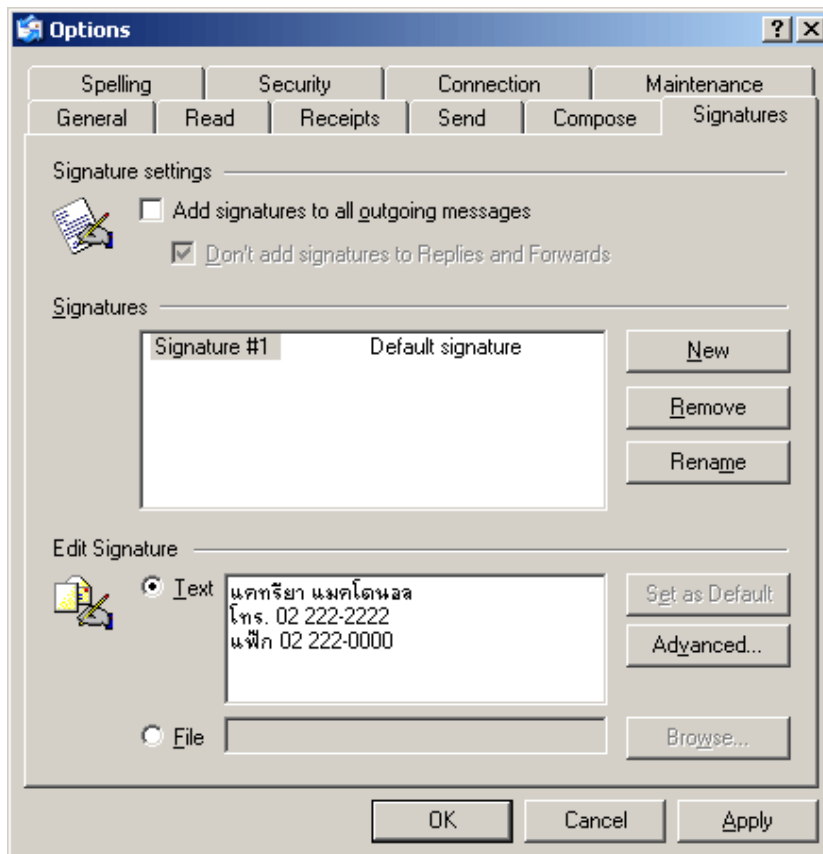 Options
Spelling Security Connection Maintenance
General Read Receipts Send Compose Signatures
Signature settings
Add signatures to all outgoing messages
Don't add signatures to Replies and Forwards
Signatures
Signature #1 Default signature
New
Remove
Rename
Edit Signature
Text
แคทรียา แมคโดนอล
โทร. 02 222-2222
แฟ็ก 02 222-0000
Set as Default
Advanced...
File
Browse...
OK Cancel Apply